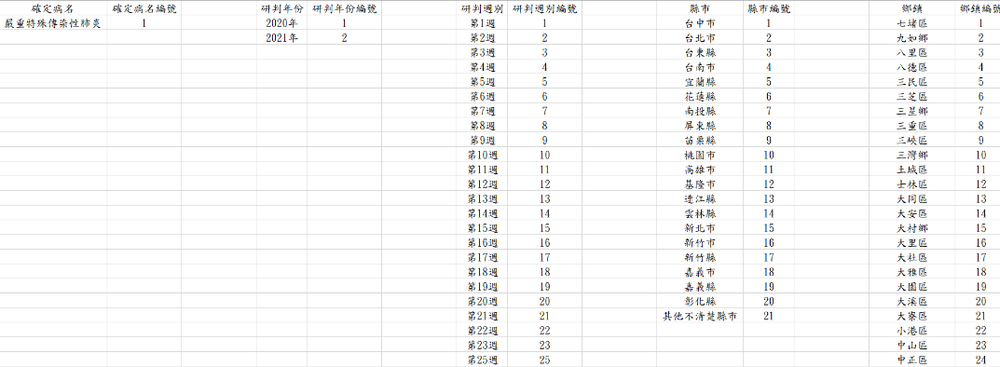 確定病名 確定病名編號 研判年份 研判年份編號 研判週別 研判週別編號 縣市 縣市編號 鄉鎮 鄉鎮編號
嚴重特殊傳染性肺炎 1 2020年 1 第1週 1 台中市 1 七堵區 1
2021年 2 第2週 2 台北市 2 九如鄉 2
第3週 3 台東縣 3 八里區 3
第4週 4 台南市 4 八德區 4
第5週 5 宜蘭縣 5 三民區 5
第6週 6 花蓮縣 6 三芝區 6
第7週 7 南投縣 7 三星鄉 7
第8週 8 屏東縣 8 三重區 8
第9週 9 苗栗縣 9 三峽區 9
第10週 10 桃園市 10 三灣鄉 10
第11週 11 高雄市 11 土城區 11
第12週 12 基隆市 12 士林區 12
第13週 13 連江縣 13 大同區 13
第14週 14 雲林縣 14 大安區 14
第15週 15 新北市 15 大村鄉 15
第16週 16 新竹市 16 大里區 16
第17週 17 新竹縣 17 大社區 17
第18週 18 嘉義市 18 大雅區 18
第19週 19 嘉義縣 19 大園區 19
第20週 20 彰化縣 20 大溪區 20
第21週 21 其他不清楚縣市 21 大寮區 21
第22週 22 小港區 22
第23週 23 中山區 23
第25週 25 中正區 24